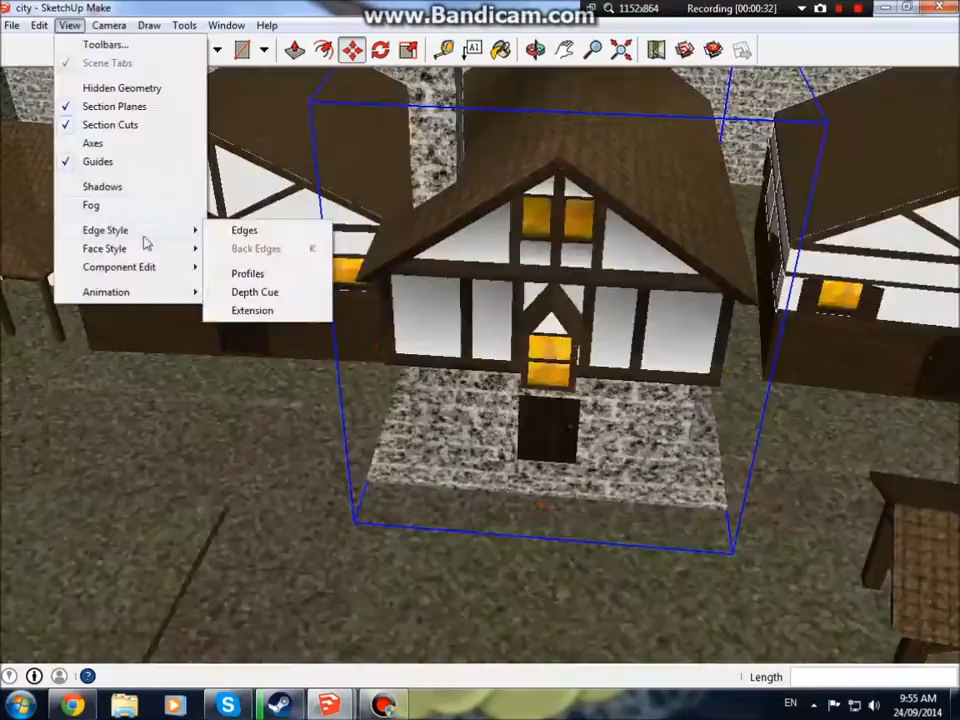 city - SketchUp Make
www.Bandicam.com
1152x864
Recording [00:00:32]
File Edit View Camera Draw Tools Window Help
A1
Toolbars...
Scene Tabs
Hidden Geometry
Section Planes
Section Cuts
Axes
Guides
Shadows
Fog
Edge Style
Face Style
Component Edit
Animation
Edges
Back Edges K
Profiles
Depth Cue
Extension
Length
EN
9:55 AM
24/09/2014